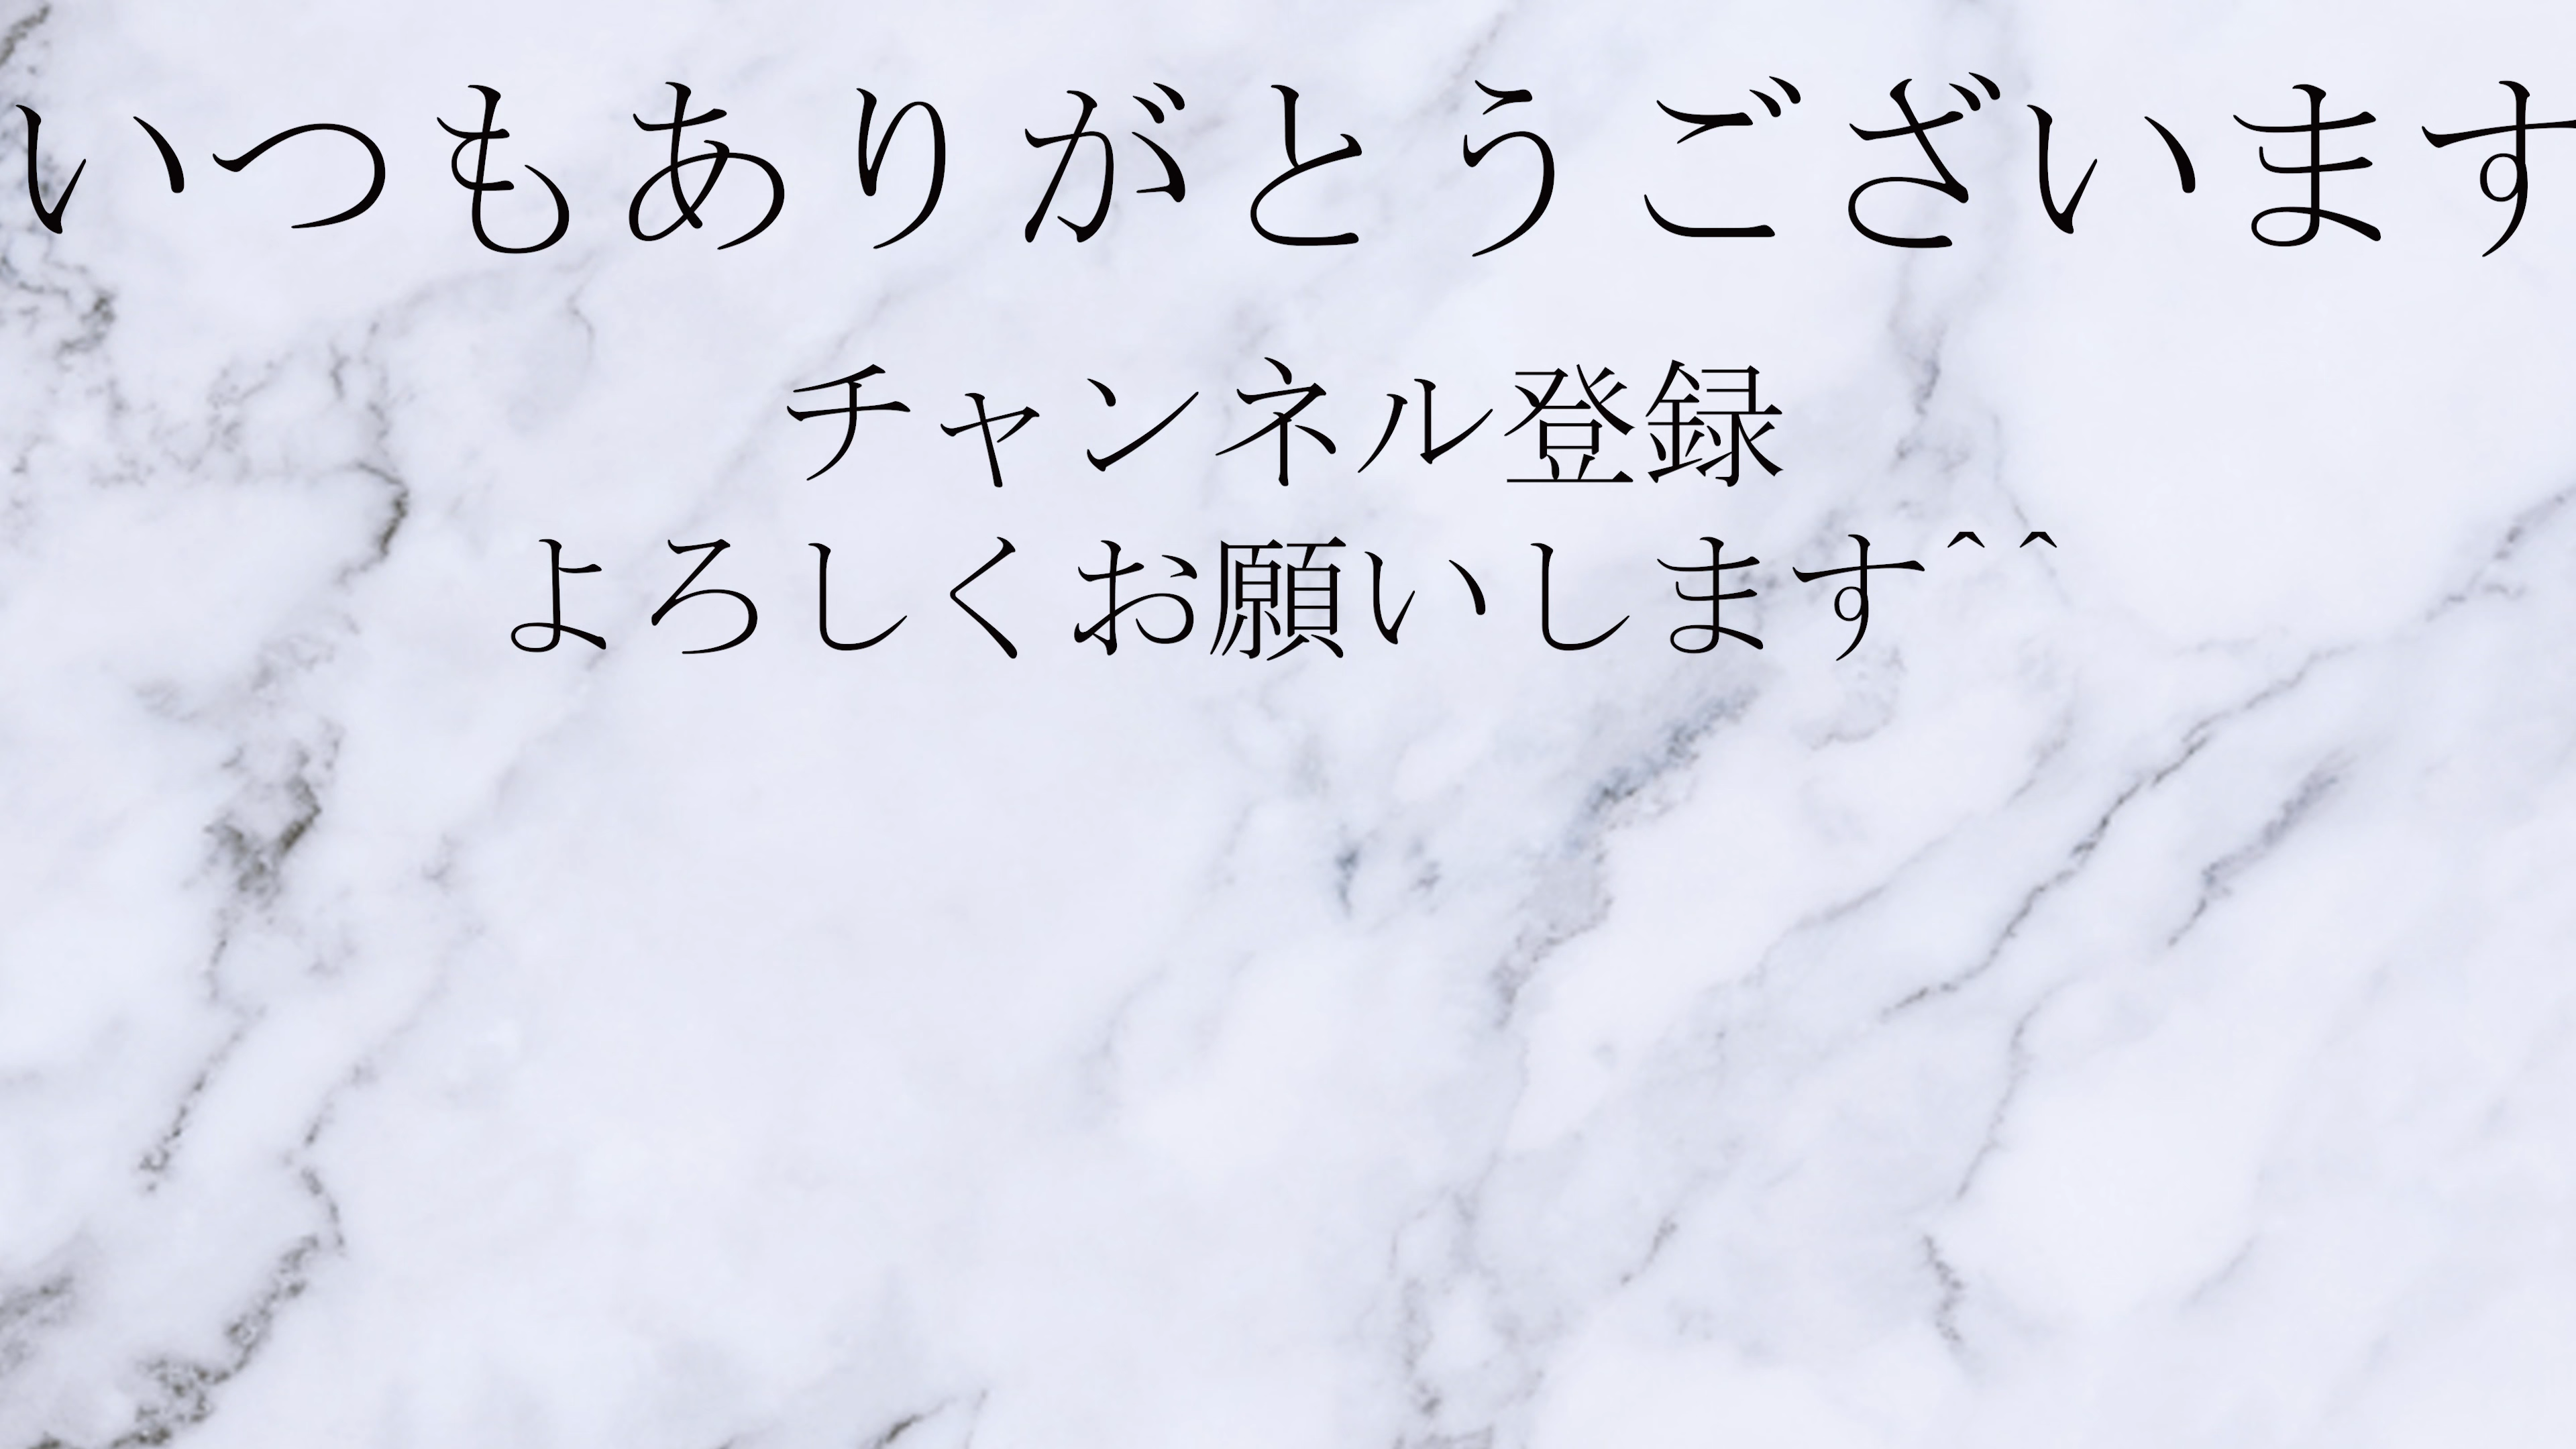 いつもありがとうございます
チャンネル登録
よろしくお願いします^ ^